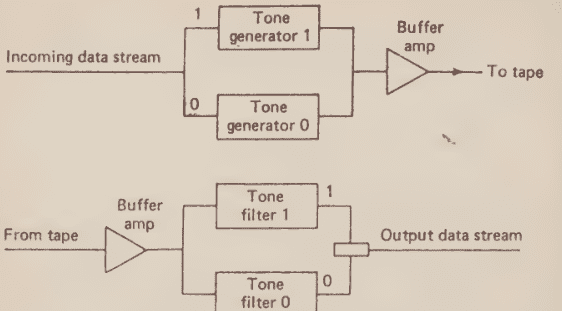 1
Tone
generator 1
Buffer
amp
Incoming data stream
To tape
0
Tone
generator 0
Buffer
amp
Tone
filter 1
1
From tape
Output data stream
Tone
filter 0
0